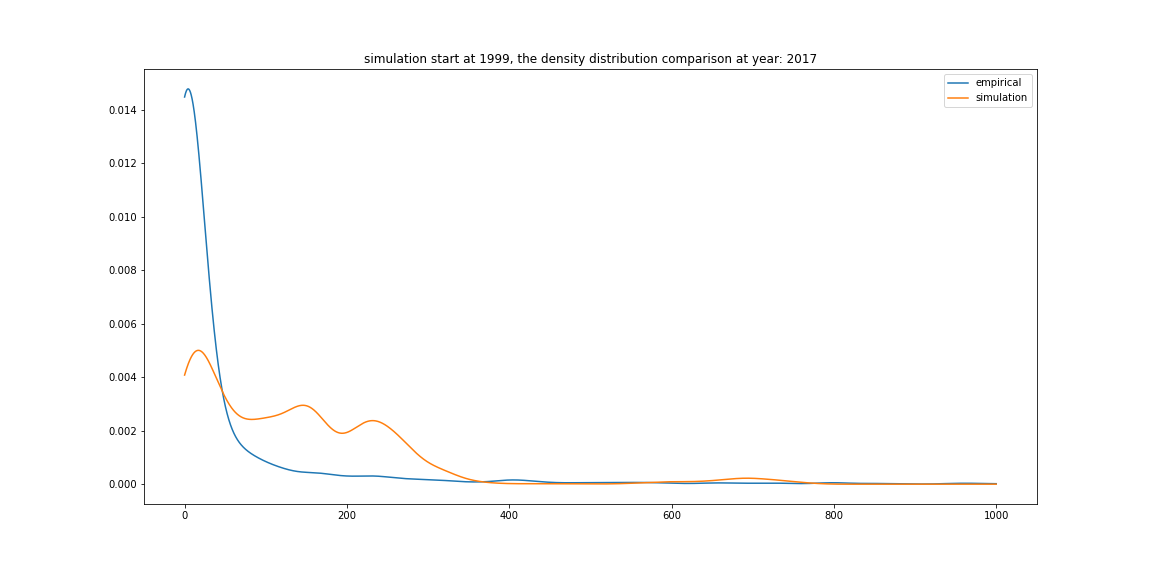 simulation start at 1999, the density distribution comparison at year: 2017
empirical
simulation
0.014
0.012
0.010
0.008
0.006
0.004
0.002
0.000
0 200 400 600 800 1000